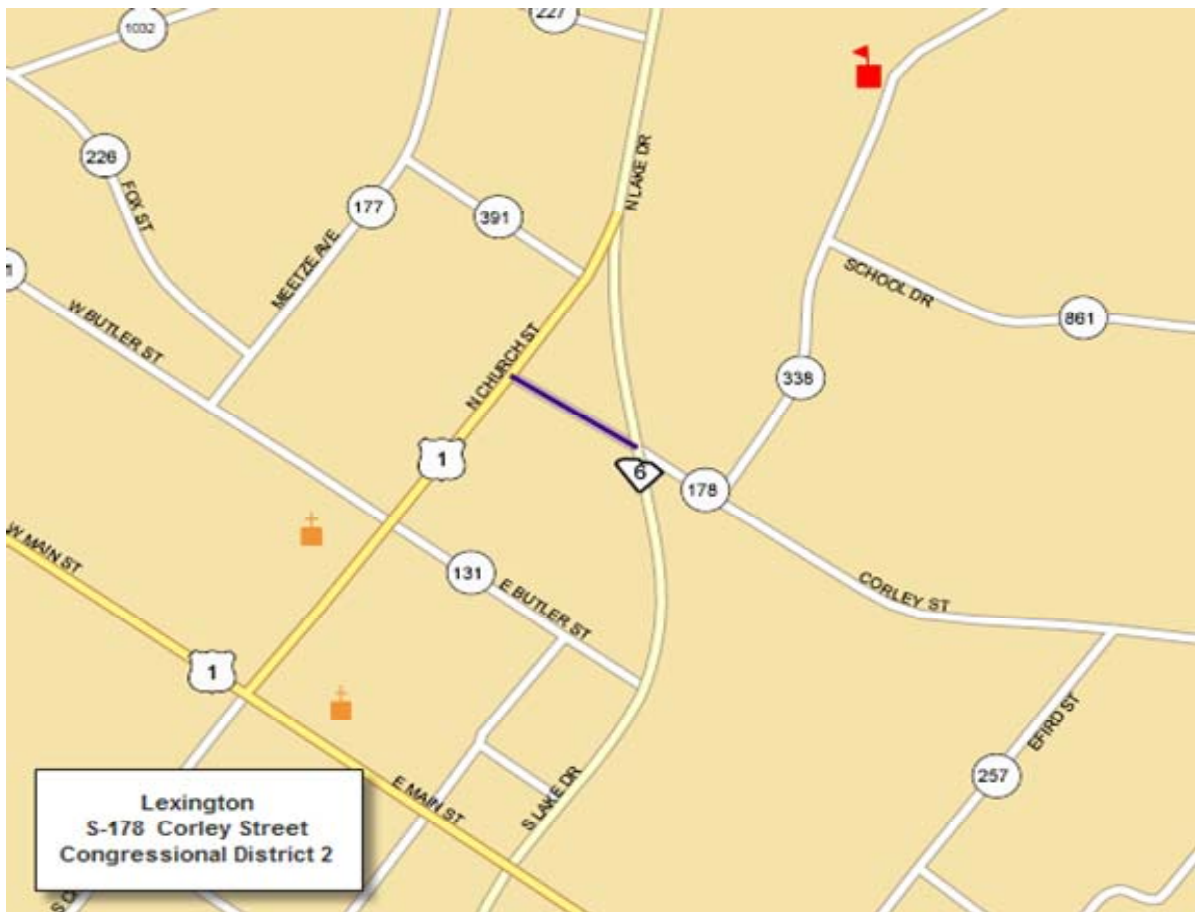 1032
227
226
FOX ST
177
MEETZE AVE
391
N LAKE DR
SCHOOL DR
861
338
W BUTLER ST
N CHURCH ST
1
6
178
CORLEY ST
131
E BUTLER ST
W MAIN ST
1
E MAIN ST
S LAKE DR
EFIRD ST
257
Lexington
S-178 Corley Street
Congressional District 2